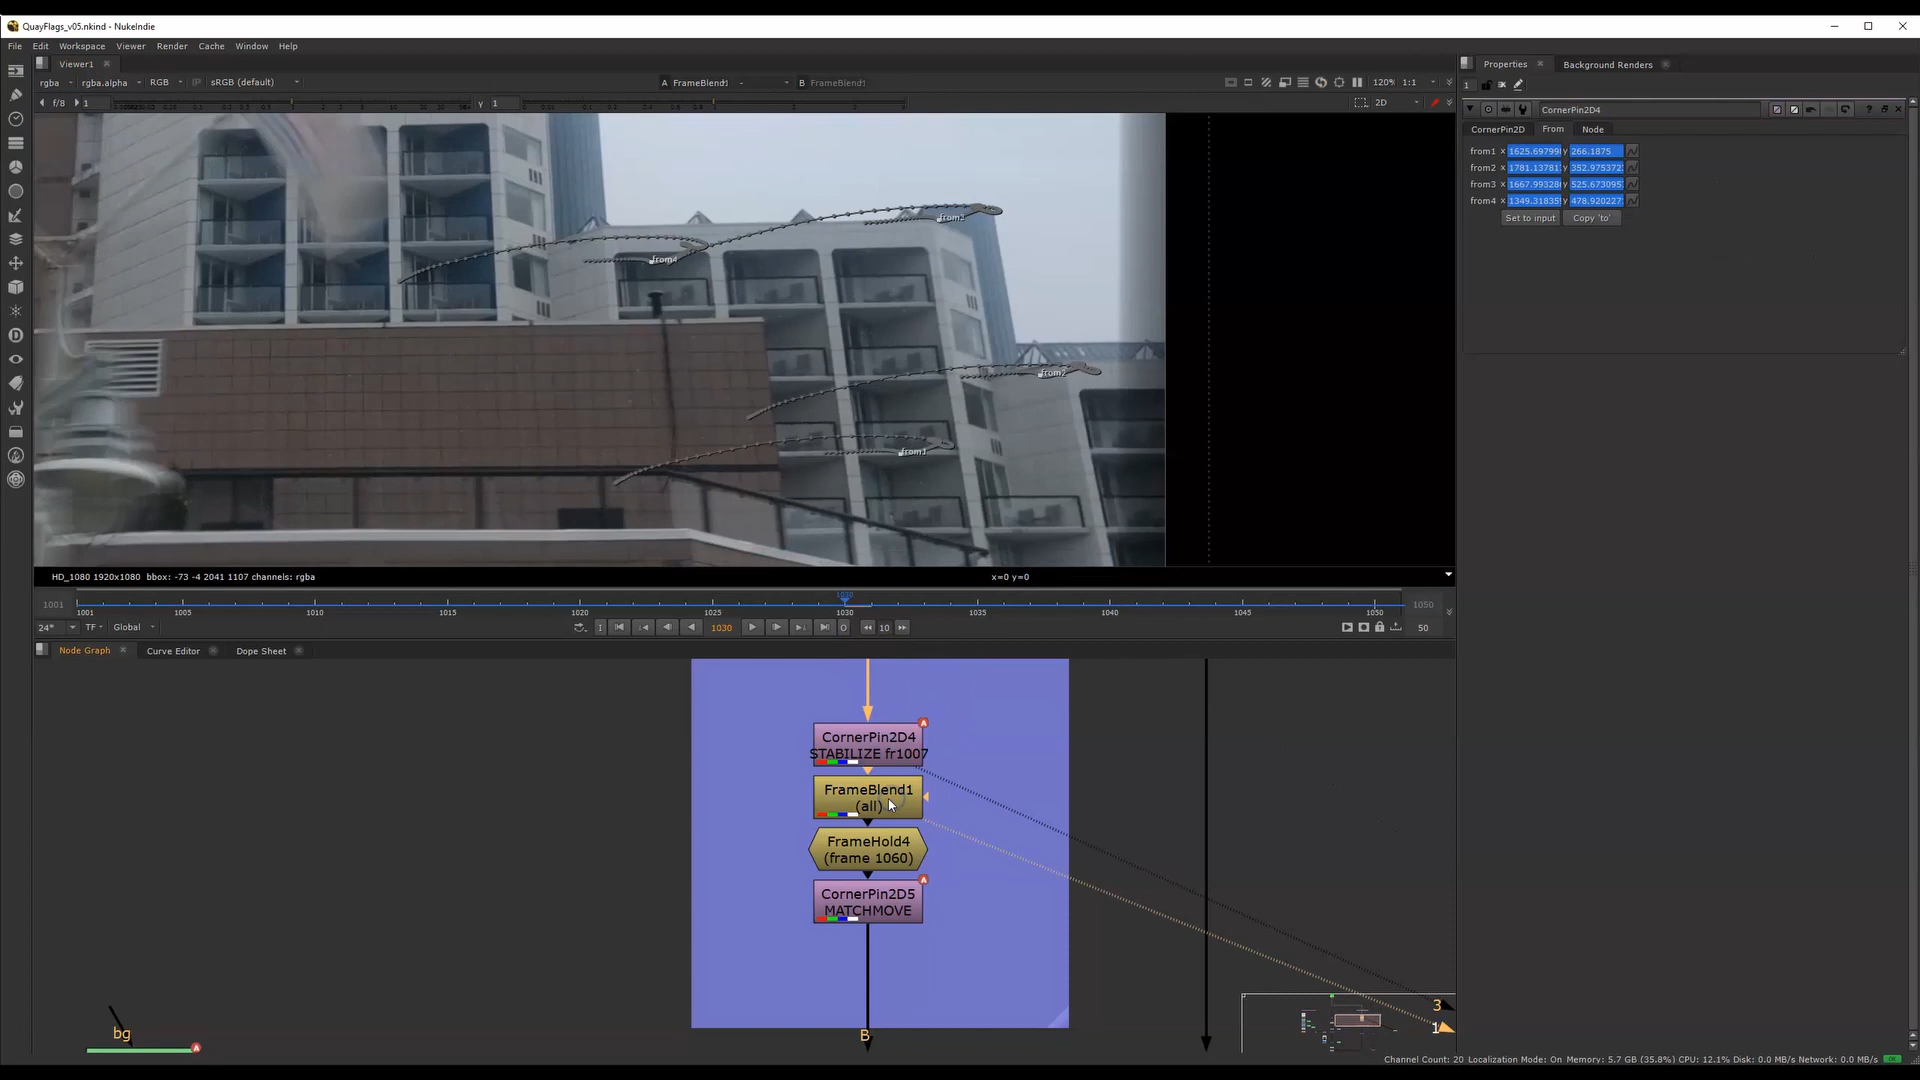 QuayFlags_v05.nkind - NukeIndie
File Edit Workspace Viewer Render Cache Window Help
Viewer1
rgba rgba.alpha RGB sRGB (default) A FrameBlend1 - B FrameBlend1 120% 1:1
f/8 1 y 1 2D
from3
from4
from2
from1
HD_1080 1920x1080 bbox: -73 -4 2041 1107 channels: rgba x=0 y=0
1001 1030 1050
1001 1005 1010 1015 1020 1025 1030 1035 1040 1045 1050
24* TF Global I 1030 O 10 50
Node Graph Curve Editor Dope Sheet
CornerPin2D4
STABILIZE fr1007
FrameBlend1
(all)
FrameHold4
(frame 1060)
CornerPin2D5
MATCHMOVE
bg
B
3
1
Properties Background Renders
1
CornerPin2D4
CornerPin2D From Node
from1 x 1625.69799 y 266.1875
from2 x 1781.13781 y 352.975372
from3 x 1667.99328 y 525.673095
from4 x 1349.31835 y 478.920227
Set to input Copy 'to'
Channel Count: 20 Localization Mode: On Memory: 5.7 GB (35.8%) CPU: 12.1% Disk: 0.0 MB/s Network: 0.0 MB/s